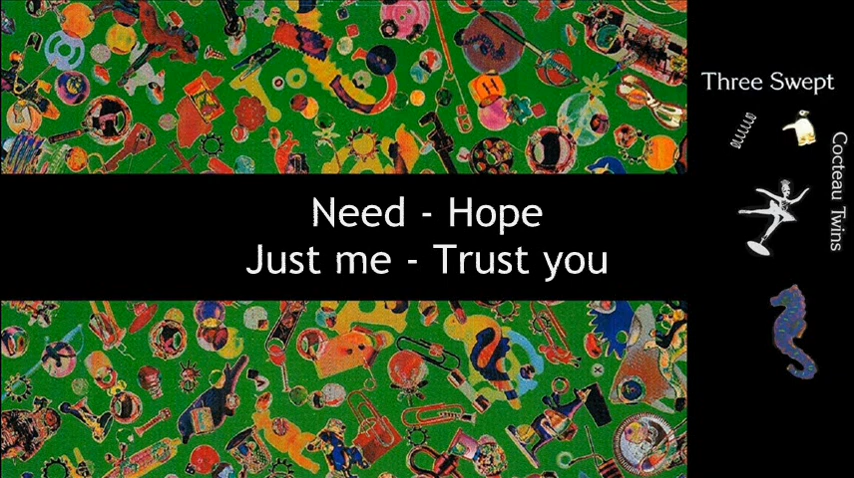 Need - Hope
Just me - Trust you
Three Swept
Cocteau Twins
H